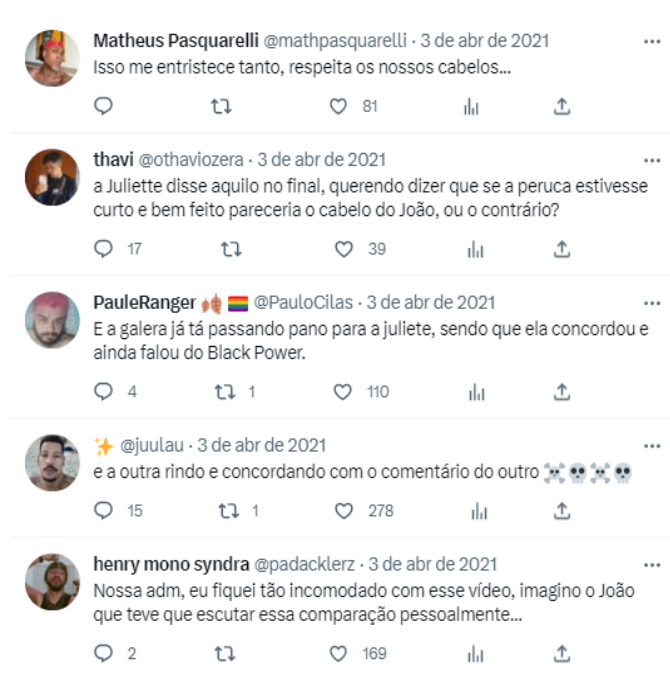 Matheus Pasquarelli @mathpasquarelli · 3 de abr de 2021
Isso me entristece tanto, respeita os nossos cabelos...
81
thavi @othaviozera · 3 de abr de 2021
a Juliette disse aquilo no final, querendo dizer que se a peruca estivesse
curto e bem feito pareceria o cabelo do João, ou o contrário?
17 39
PauleRanger 🍂🏳️‍🌈 @PauloCilas · 3 de abr de 2021
E a galera já tá passando pano para a juliete, sendo que ela concordou e
ainda falou do Black Power.
4 1 110
✨ @juulau · 3 de abr de 2021
e a outra rindo e concordando com o comentário do outro ☠️💀☠️💀
15 1 278
henry mono syndra @padacklerz · 3 de abr de 2021
Nossa adm, eu fiquei tão incomodado com esse vídeo, imagino o João
que teve que escutar essa comparação pessoalmente...
2 169